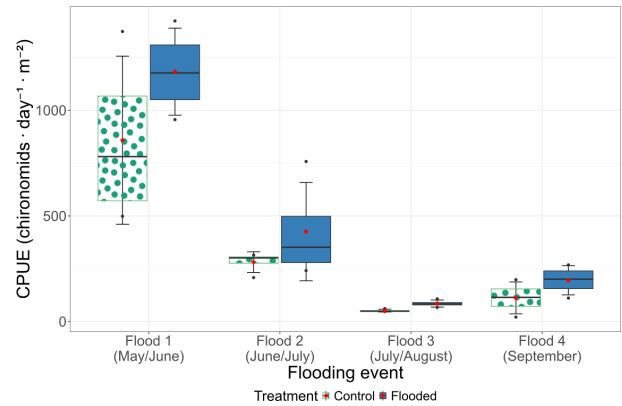 CPUE (chironomids · day⁻¹ · m⁻²)
1000
500
0
Flood 1 Flood 2 Flood 3 Flood 4
(May/June) (June/July) (July/August) (September)
Flooding event
Treatment Control Flooded